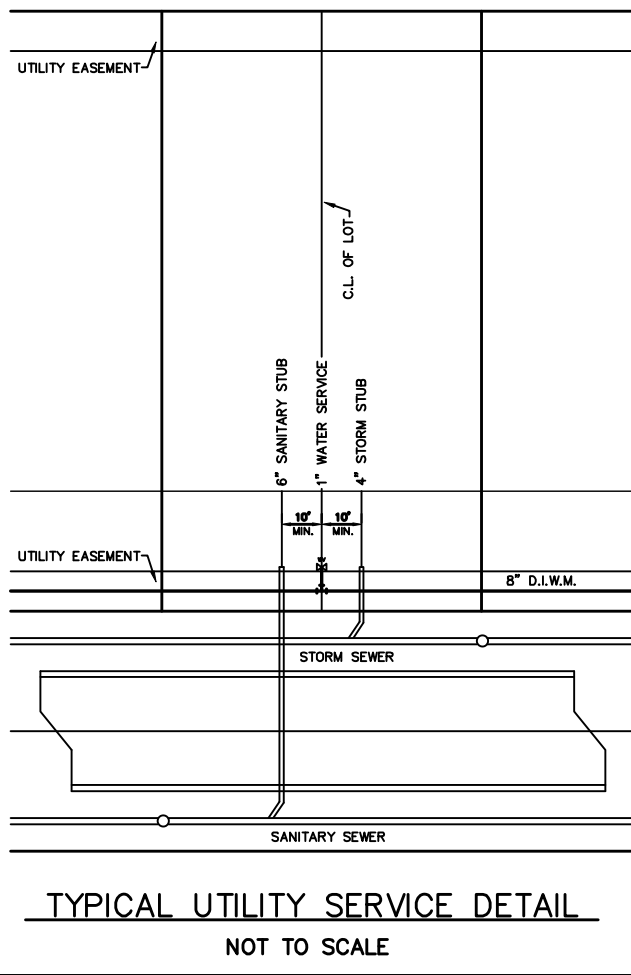 UTILITY EASEMENT
C.L. OF LOT
6" SANITARY STUB
1" WATER SERVICE
4" STORM STUB
10'
MIN.
10'
MIN.
UTILITY EASEMENT
8" D.I.W.M.
STORM SEWER
SANITARY SEWER
TYPICAL UTILITY SERVICE DETAIL
NOT TO SCALE